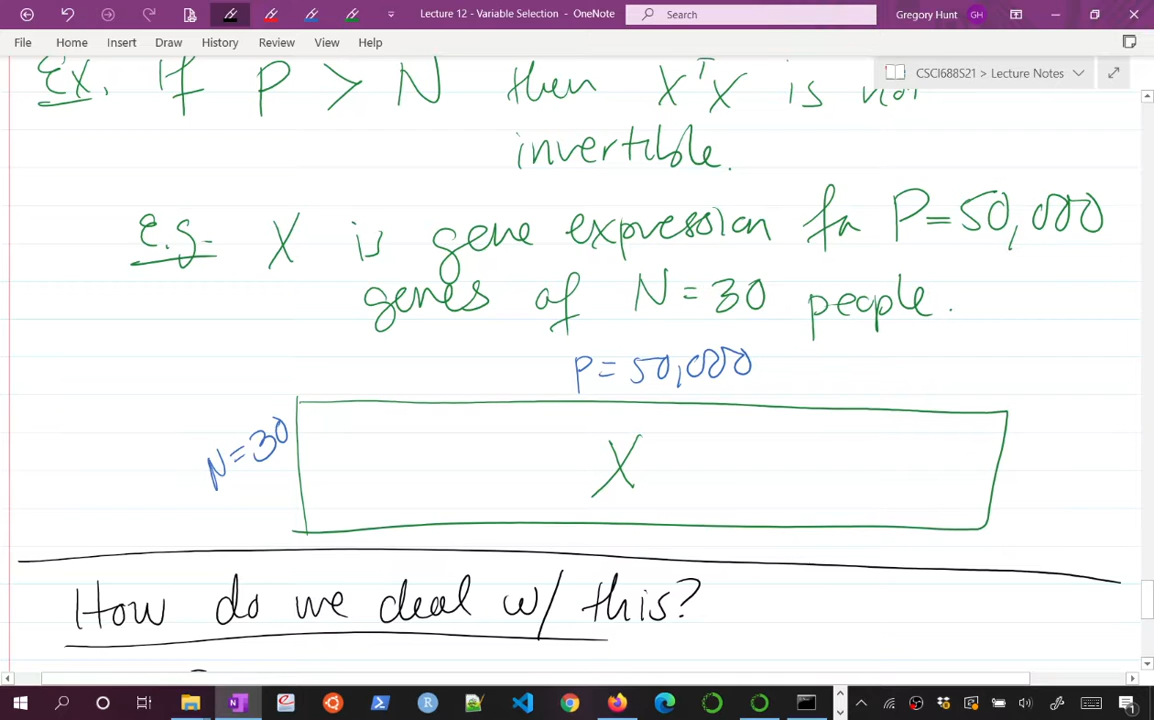 Lecture 12 - Variable Selection - OneNote
Search
Gregory Hunt
GH
File Home Insert Draw History Review View Help
CSCI688S21 > Lecture Notes
Ex. If P > N then XᵀX is not
invertible.
E.g. X is gene expression for P=50,000
genes of N=30 people.
P=50,000
N=30
X
How do we deal w/ this?